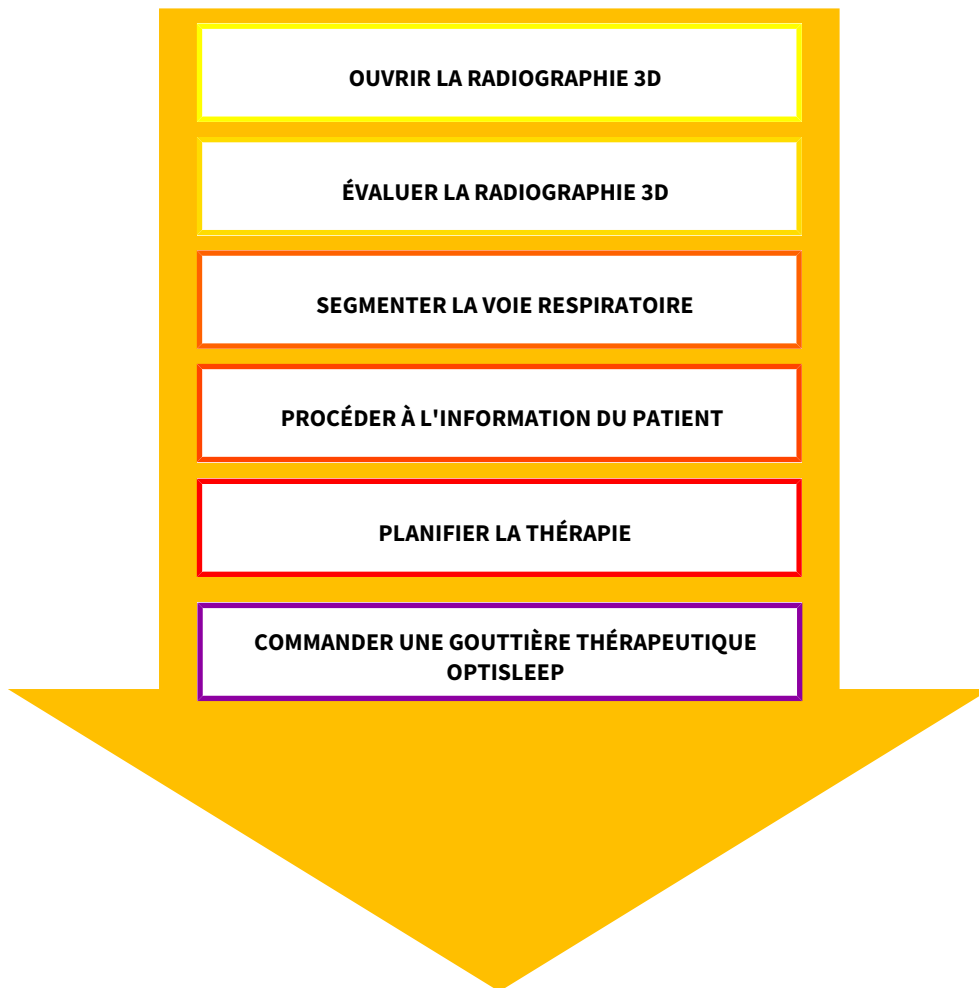 OUVRIR LA RADIOGRAPHIE 3D
ÉVALUER LA RADIOGRAPHIE 3D
SEGMENTER LA VOIE RESPIRATOIRE
PROCÉDER À L'INFORMATION DU PATIENT
PLANIFIER LA THÉRAPIE
COMMANDER UNE GOUTTIÈRE THÉRAPEUTIQUE
OPTISLEEP